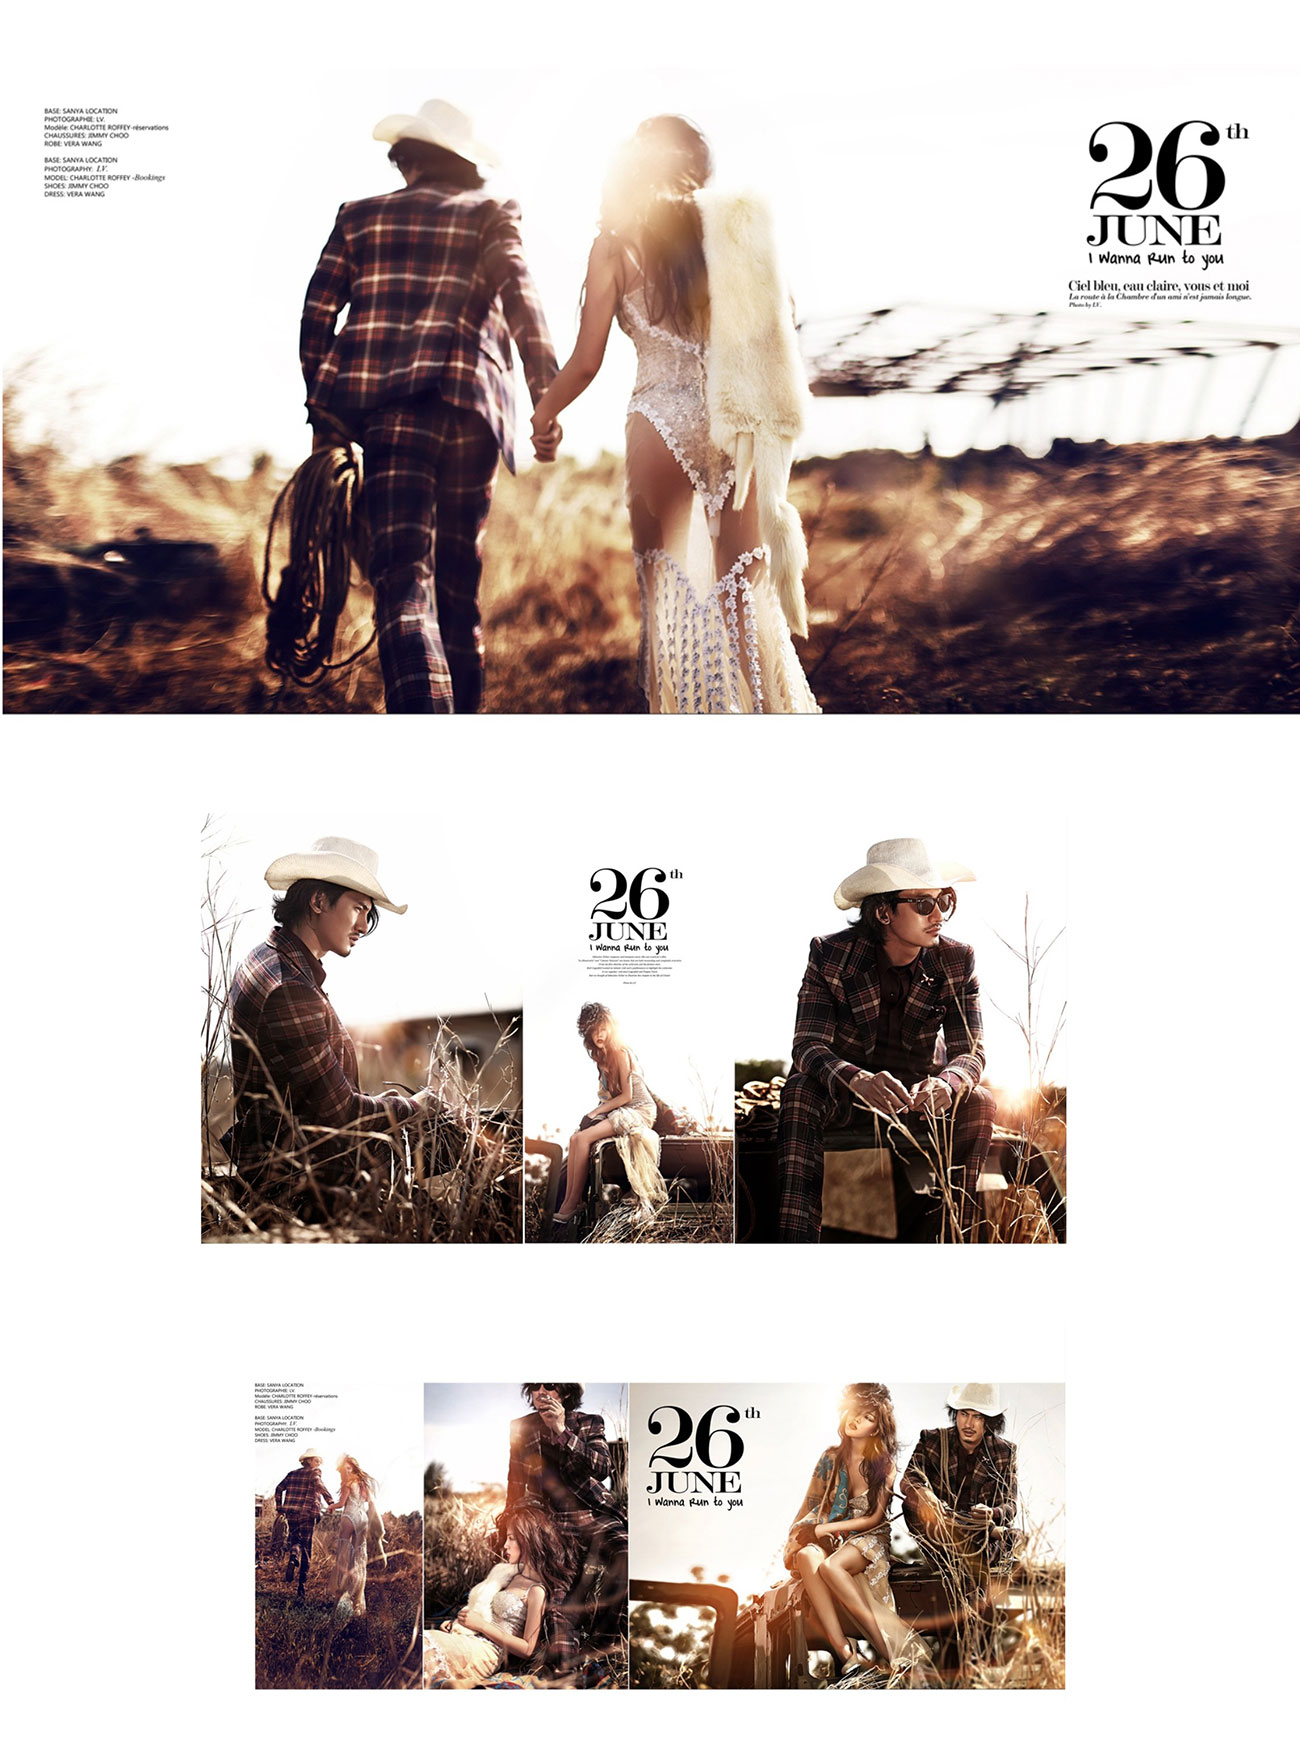 BASE: SANYA LOCATION
PHOTOGRAPHIE: LV.
Modèle: CHARLOTTE ROFFEY-réservations
CHAUSSURES: JIMMY CHOO
ROBE: VERA WANG
BASE: SANYA LOCATION
PHOTOGRAPHY: LV.
MODEL: CHARLOTTE ROFFEY -Bookings
SHOES: JIMMY CHOO
DRESS: VERA WANG
26th
JUNE
I Wanna Run to you
Ciel bleu, eau claire, vous et moi
La route à la Chambre d'un ami n'est jamais longue.
Photo by LV.
26th
JUNE
I Wanna Run to you
BASE: SANYA LOCATION
PHOTOGRAPHIE: LV.
Modèle: CHARLOTTE ROFFEY-réservations
CHAUSSURES: JIMMY CHOO
ROBE: VERA WANG
BASE: SANYA LOCATION
PHOTOGRAPHY: LV.
MODEL: CHARLOTTE ROFFEY -Bookings
SHOES: JIMMY CHOO
DRESS: VERA WANG
26th
JUNE
I Wanna Run to you